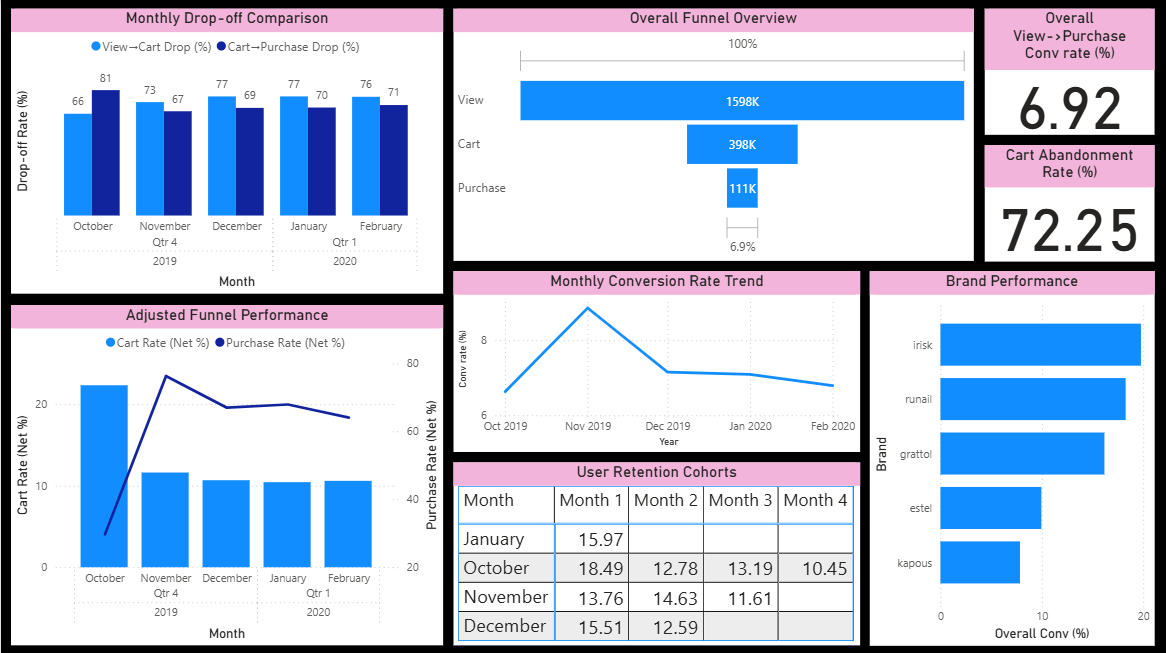 Monthly Drop-off Comparison
View→Cart Drop (%) Cart→Purchase Drop (%)
Drop-off Rate (%)
66 81 73 67 77 69 77 70 76 71
October November December January February
Qtr 4 Qtr 1
2019 2020
Month
Overall Funnel Overview
100%
View 1598K
Cart 398K
Purchase 111K
6.9%
Overall
View->Purchase
Conv rate (%)
6.92
Cart Abandonment
Rate (%)
72.25
Adjusted Funnel Performance
Cart Rate (Net %) Purchase Rate (Net %)
Cart Rate (Net %)
20
10
0
80
60
40
20
Purchase Rate (Net %)
October November December January February
Qtr 4 Qtr 1
2019 2020
Month
Monthly Conversion Rate Trend
Conv rate (%)
8
6
Oct 2019 Nov 2019 Dec 2019 Jan 2020 Feb 2020
Year
User Retention Cohorts
Month Month 1 Month 2 Month 3 Month 4
January 15.97
October 18.49 12.78 13.19 10.45
November 13.76 14.63 11.61
December 15.51 12.59
Brand Performance
Brand
irisk
runail
grattol
estel
kapous
0 10 20
Overall Conv (%)